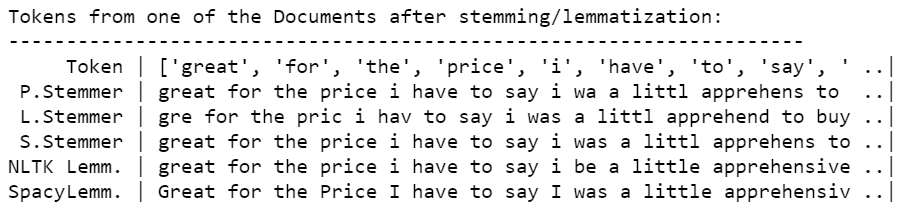 Tokens from one of the Documents after stemming/lemmatization:
--------------------------------------------------------------------
Token | ['great', 'for', 'the', 'price', 'i', 'have', 'to', 'say', ' ..|
P.Stemmer | great for the price i have to say i wa a littl apprehens to ..|
L.Stemmer | gre for the pric i hav to say i was a littl apprehend to buy ..|
S.Stemmer | great for the price i have to say i was a littl apprehens to ..|
NLTK Lemm. | great for the price i have to say i be a little apprehensive ..|
SpacyLemm. | Great for the Price I have to say I was a little apprehensiv ..|